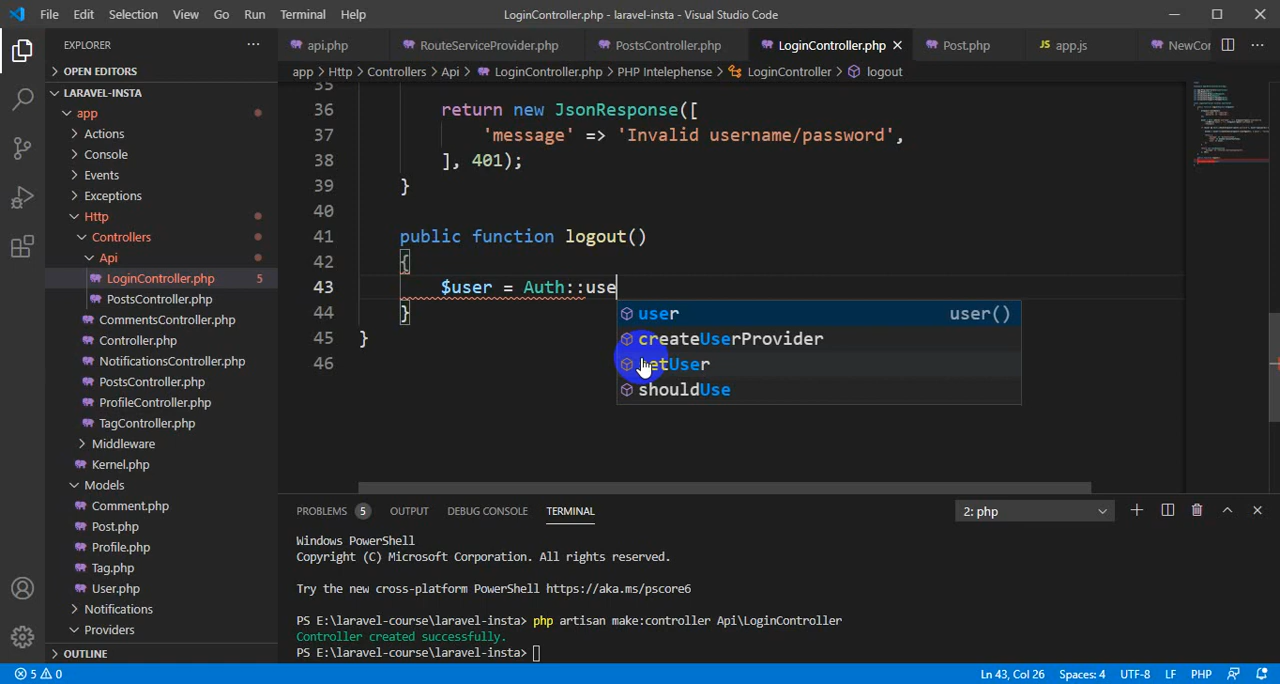 File Edit Selection View Go Run Terminal Help LoginController.php - laravel-insta - Visual Studio Code
EXPLORER
api.php RouteServiceProvider.php PostsController.php LoginController.php Post.php JS app.js NewCor
OPEN EDITORS
app > Http > Controllers > Api > LoginController.php > PHP Intelephense > LoginController > logout
LARAVEL-INSTA
app
Actions
Console
Events
Exceptions
Http
Controllers
Api
LoginController.php 5
PostsController.php
CommentsController.php
Controller.php
NotificationsController.php
PostsController.php
ProfileController.php
TagController.php
Middleware
Kernel.php
Models
Comment.php
Post.php
Profile.php
Tag.php
User.php
Notifications
Providers
OUTLINE
35
36 return new JsonResponse([
37 'message' => 'Invalid username/password',
38 ], 401);
39 }
40
41 public function logout()
42 {
43 $user = Auth::use
44 }
45 }
46
user user()
createUserProvider
etUser
shouldUse
PROBLEMS 5 OUTPUT DEBUG CONSOLE TERMINAL 2: php
Windows PowerShell
Copyright (C) Microsoft Corporation. All rights reserved.
Try the new cross-platform PowerShell https://aka.ms/pscore6
PS E:\laravel-course\laravel-insta> php artisan make:controller Api\LoginController
Controller created successfully.
PS E:\laravel-course\laravel-insta>
5 0 Ln 43, Col 26 Spaces: 4 UTF-8 LF PHP